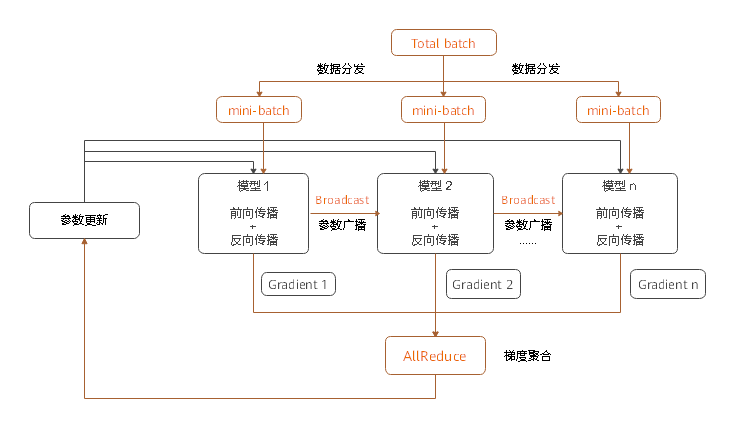 Total batch
数据分发
数据分发
mini-batch
mini-batch
mini-batch
模型 1
前向传播
+
反向传播
Broadcast
参数广播
模型 2
前向传播
+
反向传播
Broadcast
参数广播
......
模型 n
前向传播
+
反向传播
参数更新
Gradient 1
Gradient 2
Gradient n
AllReduce
梯度聚合